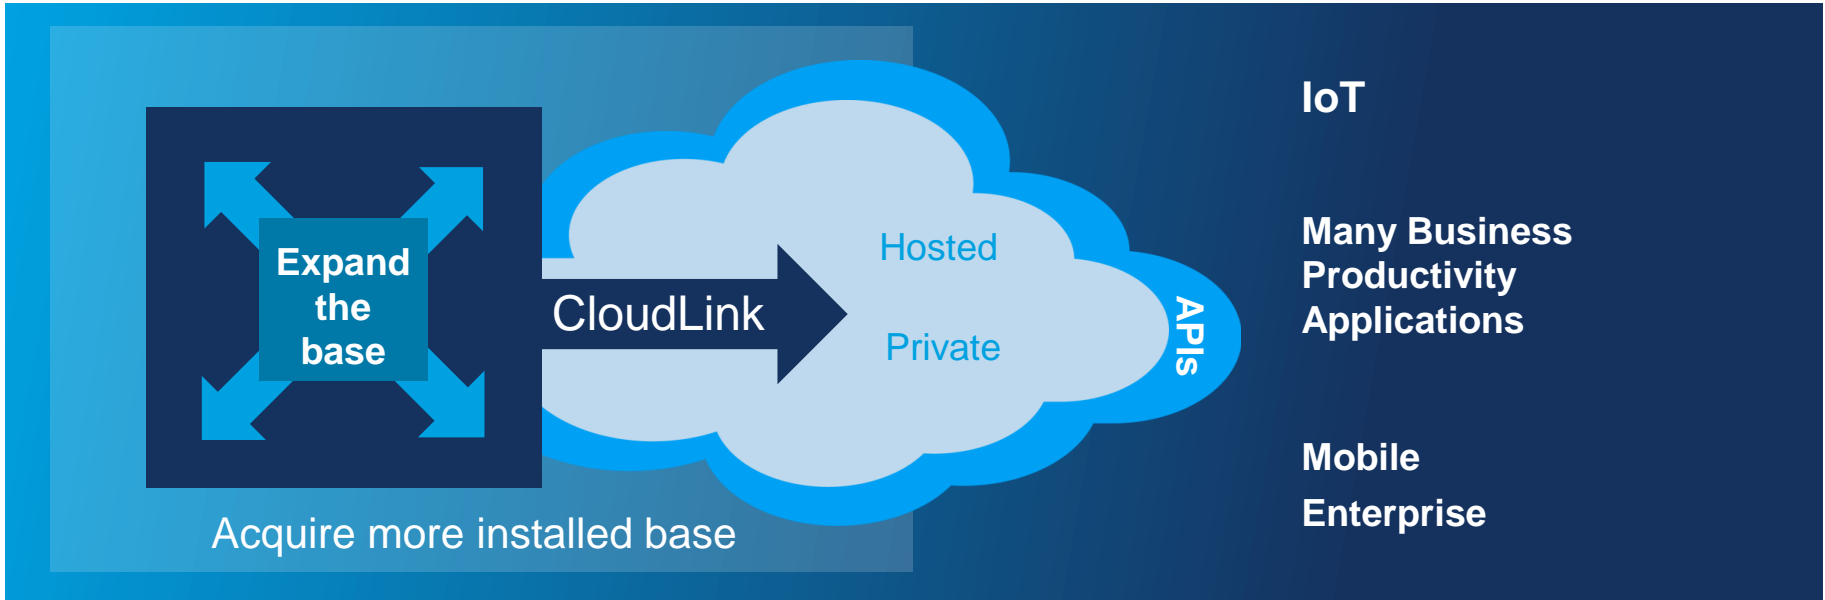 Expand
the
base
CloudLink
Hosted
Private
APIs
Acquire more installed base
IoT
Many Business
Productivity
Applications
Mobile
Enterprise